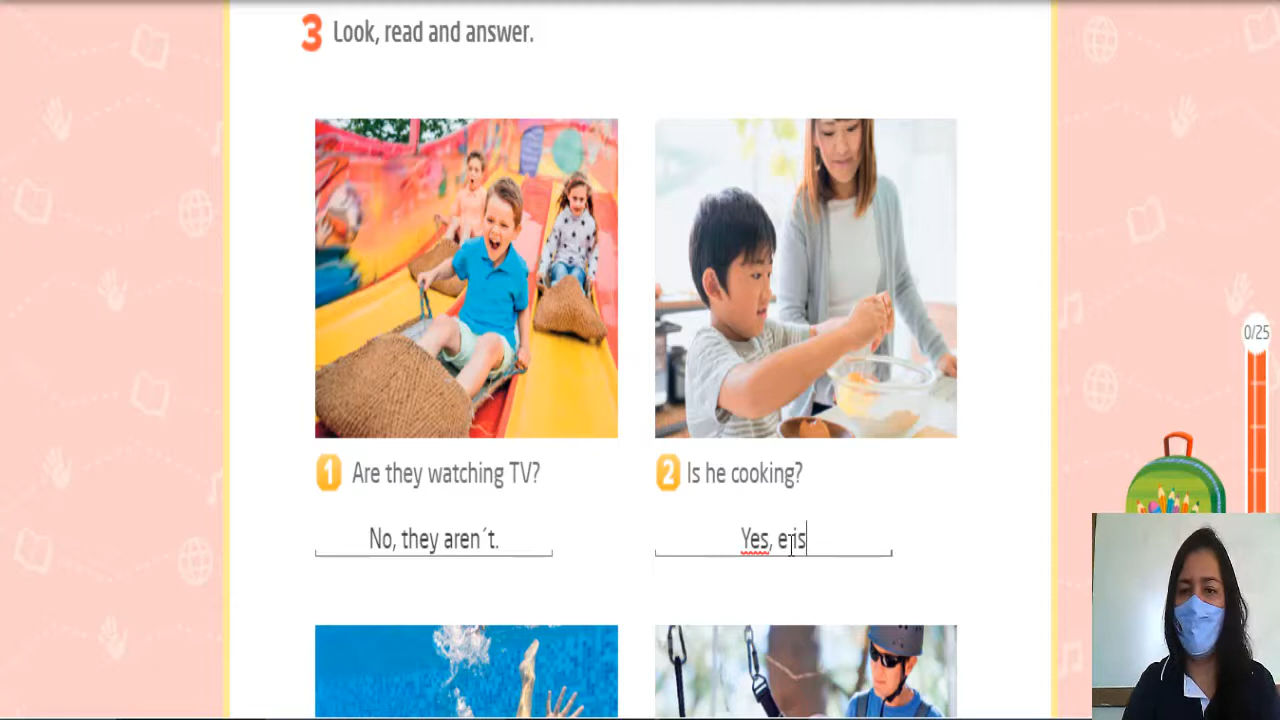 3 Look, read and answer.
1 Are they watching TV?
No, they aren´t.
2 Is he cooking?
Yes, e is
0/25